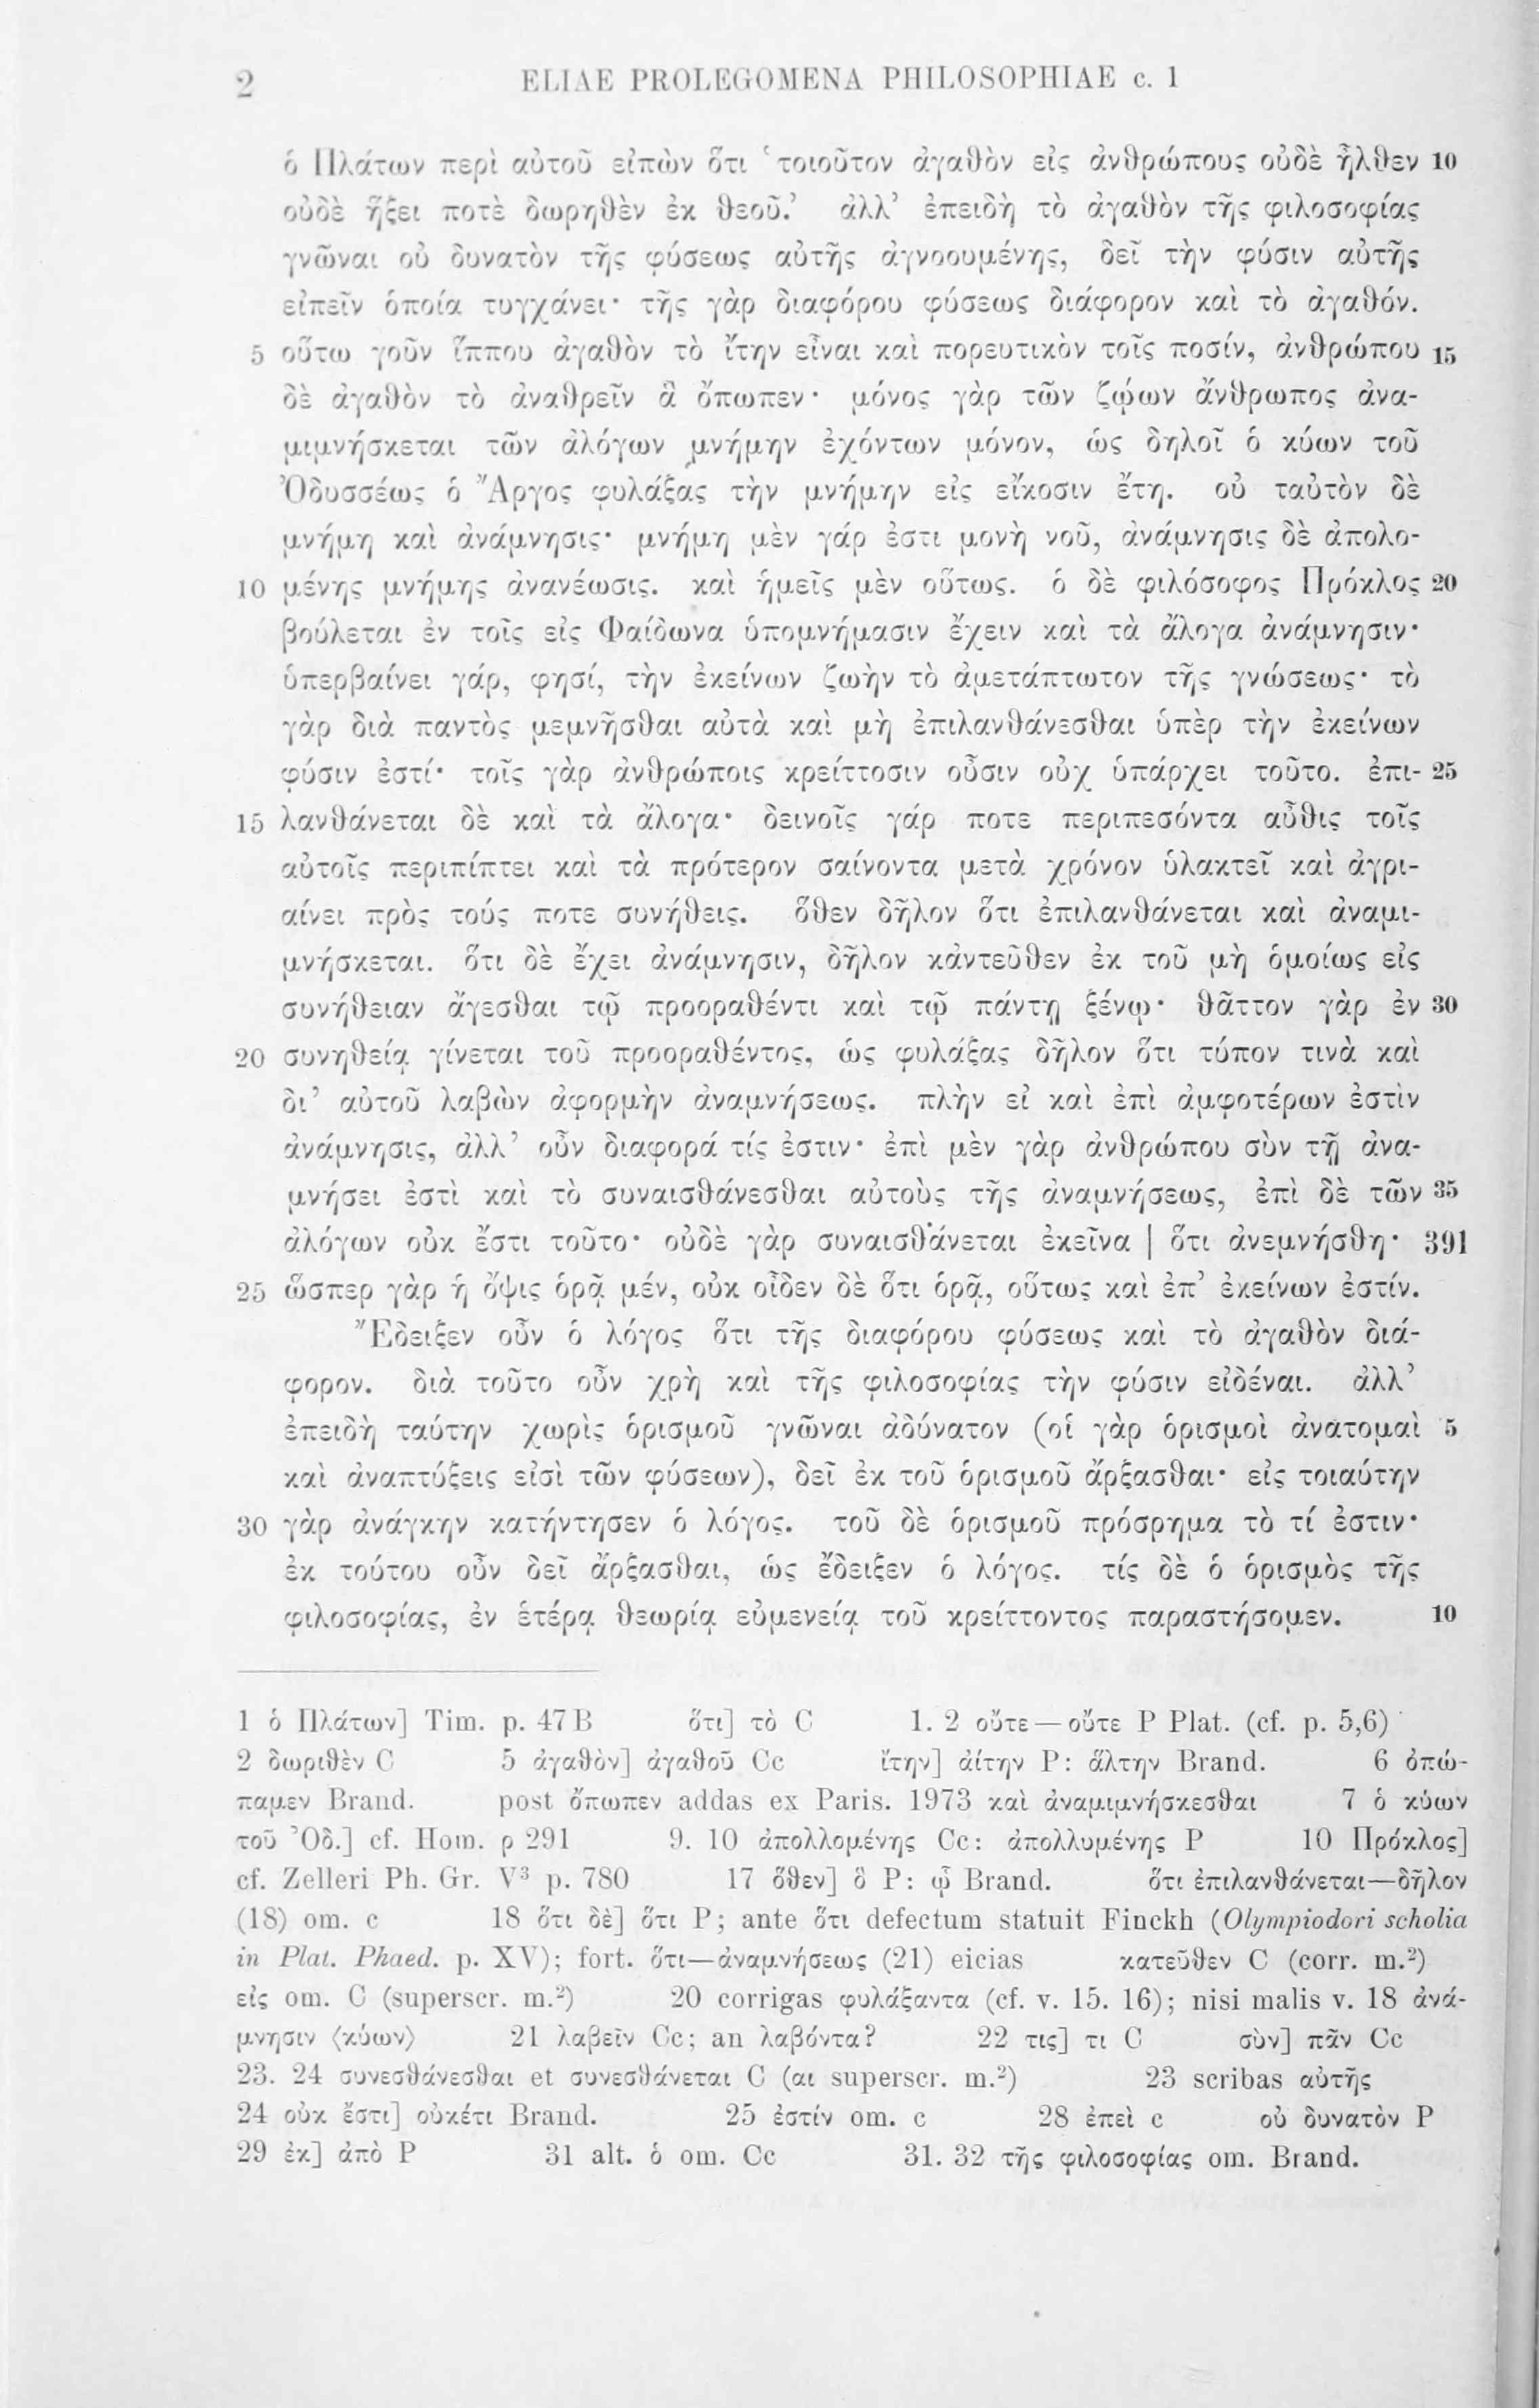 2 ELIAE PROLEGOMENA PHILOSOPHIAE c. 1
ὁ Πλάτων περὶ αὐτοῦ εἰπὼν ὅτι ‘τοιοῦτον ἀγαθὸν εἰς ἀνθρώπους οὐδὲ ἦλθεν 10
οὐδὲ ἥξει ποτὲ δωρηθὲν ἐκ θεοῦ.’ ἀλλ’ ἐπειδὴ τὸ ἀγαθὸν τῆς φιλοσοφίας
γνῶναι οὐ δυνατὸν τῆς φύσεως αὐτῆς ἀγνοουμένης, δεῖ τὴν φύσιν αὐτῆς
εἰπεῖν ὁποία τυγχάνει· τῆς γὰρ διαφόρου φύσεως διάφορον καὶ τὸ ἀγαθόν.
5 οὕτω γοῦν ἵππου ἀγαθὸν τὸ ἴτην εἶναι καὶ πορευτικὸν τοῖς ποσίν, ἀνθρώπου 15
δὲ ἀγαθὸν τὸ ἀναθρεῖν ἃ ὄπωπεν· μόνος γὰρ τῶν ζῴων ἄνθρωπος ἀνα-
μιμνήσκεται τῶν ἀλόγων μνήμην ἐχόντων μόνον, ὡς δηλοῖ ὁ κύων τοῦ
Ὀδυσσέως ὁ Ἄργος φυλάξας τὴν μνήμην εἰς εἴκοσιν ἔτη. οὐ ταὐτὸν δὲ
μνήμη καὶ ἀνάμνησις· μνήμη μὲν γάρ ἐστι μονὴ νοῦ, ἀνάμνησις δὲ ἀπολο-
10 μένης μνήμης ἀνανέωσις. καὶ ἡμεῖς μὲν οὕτως. ὁ δὲ φιλόσοφος Πρόκλος 20
βούλεται ἐν τοῖς εἰς Φαίδωνα ὑπομνήμασιν ἔχειν καὶ τὰ ἄλογα ἀνάμνησιν·
ὑπερβαίνει γάρ, φησί, τὴν ἐκείνων ζωὴν τὸ ἀμετάπτωτον τῆς γνώσεως· τὸ
γὰρ διὰ παντὸς μεμνῆσθαι αὐτὰ καὶ μὴ ἐπιλανθάνεσθαι ὑπὲρ τὴν ἐκείνων
φύσιν ἐστί· τοῖς γὰρ ἀνθρώποις κρείττοσιν οὖσιν οὐχ ὑπάρχει τοῦτο. ἐπι- 25
15 λανθάνεται δὲ καὶ τὰ ἄλογα· δεινοῖς γάρ ποτε περιπεσόντα αὖθις τοῖς
αὐτοῖς περιπίπτει καὶ τὰ πρότερον σαίνοντα μετὰ χρόνον ὑλακτεῖ καὶ ἀγρι-
αίνει πρὸς τούς ποτε συνήθεις. ὅθεν δῆλον ὅτι ἐπιλανθάνεται καὶ ἀναμι-
μνήσκεται. ὅτι δὲ ἔχει ἀνάμνησιν, δῆλον κἀντεῦθεν ἐκ τοῦ μὴ ὁμοίως εἰς
συνήθειαν ἄγεσθαι τῷ προοραθέντι καὶ τῷ πάντῃ ξένῳ· θᾶττον γὰρ ἐν 30
20 συνηθείᾳ γίνεται τοῦ προοραθέντος, ὡς φυλάξας δῆλον ὅτι τύπον τινὰ καὶ
δι’ αὐτοῦ λαβὼν ἀφορμὴν ἀναμνήσεως. πλὴν εἰ καὶ ἐπὶ ἀμφοτέρων ἐστὶν
ἀνάμνησις, ἀλλ’ οὖν διαφορά τίς ἐστιν· ἐπὶ μὲν γὰρ ἀνθρώπου σὺν τῇ ἀνα-
μνήσει ἐστὶ καὶ τὸ συναισθάνεσθαι αὐτοὺς τῆς ἀναμνήσεως, ἐπὶ δὲ τῶν 35
ἀλόγων οὐκ ἔστι τοῦτο· οὐδὲ γὰρ συναισθάνεται ἐκεῖνα | ὅτι ἀνεμνήσθη· 391
25 ὥσπερ γὰρ ἡ ὄψις ὁρᾷ μέν, οὐκ οἶδεν δὲ ὅτι ὁρᾷ, οὕτως καὶ ἐπ’ ἐκείνων ἐστίν.
Ἔδειξεν οὖν ὁ λόγος ὅτι τῆς διαφόρου φύσεως καὶ τὸ ἀγαθὸν διά-
φορον. διὰ τοῦτο οὖν χρὴ καὶ τῆς φιλοσοφίας τὴν φύσιν εἰδέναι. ἀλλ’
ἐπειδὴ ταύτην χωρὶς ὁρισμοῦ γνῶναι ἀδύνατον (οἱ γὰρ ὁρισμοὶ ἀνατομαὶ 5
καὶ ἀναπτύξεις εἰσὶ τῶν φύσεων), δεῖ ἐκ τοῦ ὁρισμοῦ ἄρξασθαι· εἰς τοιαύτην
30 γὰρ ἀνάγκην κατήντησεν ὁ λόγος. τοῦ δὲ ὁρισμοῦ πρόσρημα τὸ τί ἐστιν·
ἐκ τούτου οὖν δεῖ ἄρξασθαι, ὡς ἔδειξεν ὁ λόγος. τίς δὲ ὁ ὁρισμὸς τῆς
φιλοσοφίας, ἐν ἑτέρᾳ θεωρίᾳ εὐμενείᾳ τοῦ κρείττοντος παραστήσομεν. 10
1 ὁ Πλάτων] Tim. p. 47 B ὅτι] τὸ C 1. 2 οὔτε — οὔτε P Plat. (cf. p. 5,6)
2 δωριθὲν C 5 ἀγαθὸν] ἀγαθοῦ Cc ἴτην] ἀίτην P: ἅλτην Brand. 6 ὀπώ-
παμεν Brand. post ὄπωπεν addas ex Paris. 1973 καὶ ἀναμιμνήσκεσθαι 7 ὁ κύων
τοῦ Ὀδ.] cf. Hom. ρ 291 9. 10 ἀπολλομένης Cc: ἀπολλυμένης P 10 Πρόκλος]
cf. Zelleri Ph. Gr. V³ p. 780 17 ὅθεν] ὃ P: ᾧ Brand. ὅτι ἐπιλανθάνεται—δῆλον
(18) om. c 18 ὅτι δὲ] ὅτι P; ante ὅτι defectum statuit Finckh (Olympiodori scholia
in Plat. Phaed. p. XV); fort. ὅτι—ἀναμνήσεως (21) eicias κατεῦθεν C (corr. m.²)
εἰς om. C (superscr. m.²) 20 corrigas φυλάξαντα (cf. v. 15. 16); nisi malis v. 18 ἀνά-
μνησιν ⟨κύων⟩ 21 λαβεῖν Cc; an λαβόντα? 22 τις] τι C σὺν] πᾶν Cc
23. 24 συνεσθάνεσθαι et συνεσθάνεται C (αι superscr. m.²) 23 scribas αὐτῆς
24 οὐκ ἔστι] οὐκέτι Brand. 25 ἐστίν om. c 28 ἐπεὶ c οὐ δυνατὸν P
29 ἐκ] ἀπὸ P 31 alt. ὁ om. Cc 31. 32 τῆς φιλοσοφίας om. Brand.